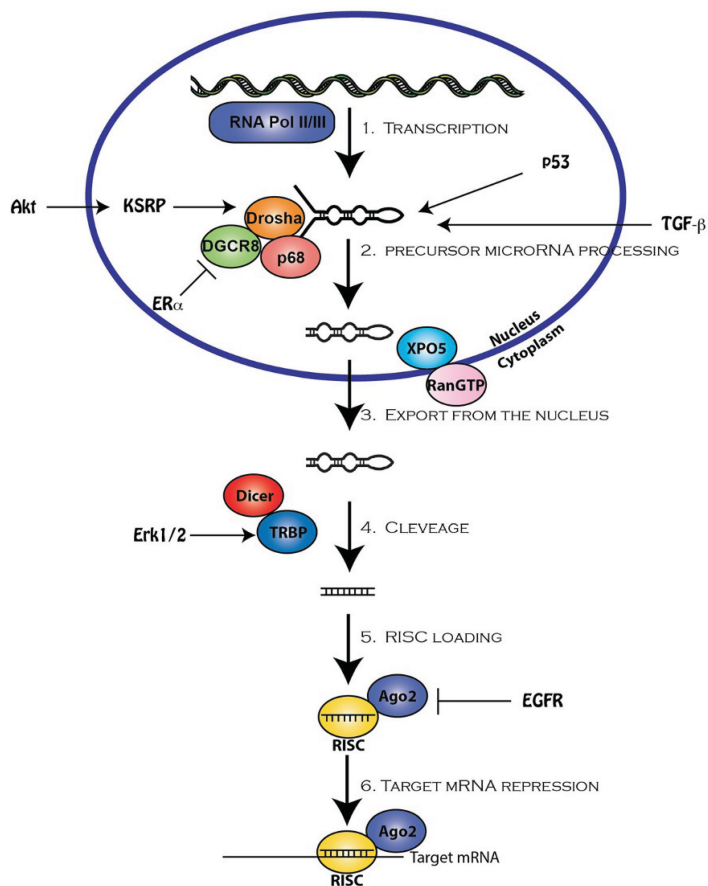 RNA Pol II/III
1. Transcription
p53
Akt
KSRP
Drosha
TGF-β
DGCR8
p68
2. precursor microRNA processing
ERα
XPO5
Nucleus
Cytoplasm
RanGTP
3. Export from the nucleus
Dicer
Erk1/2
TRBP
4. Cleveage
5. RISC loading
Ago2
EGFR
RISC
6. Target mRNA repression
Ago2
Target mRNA
RISC